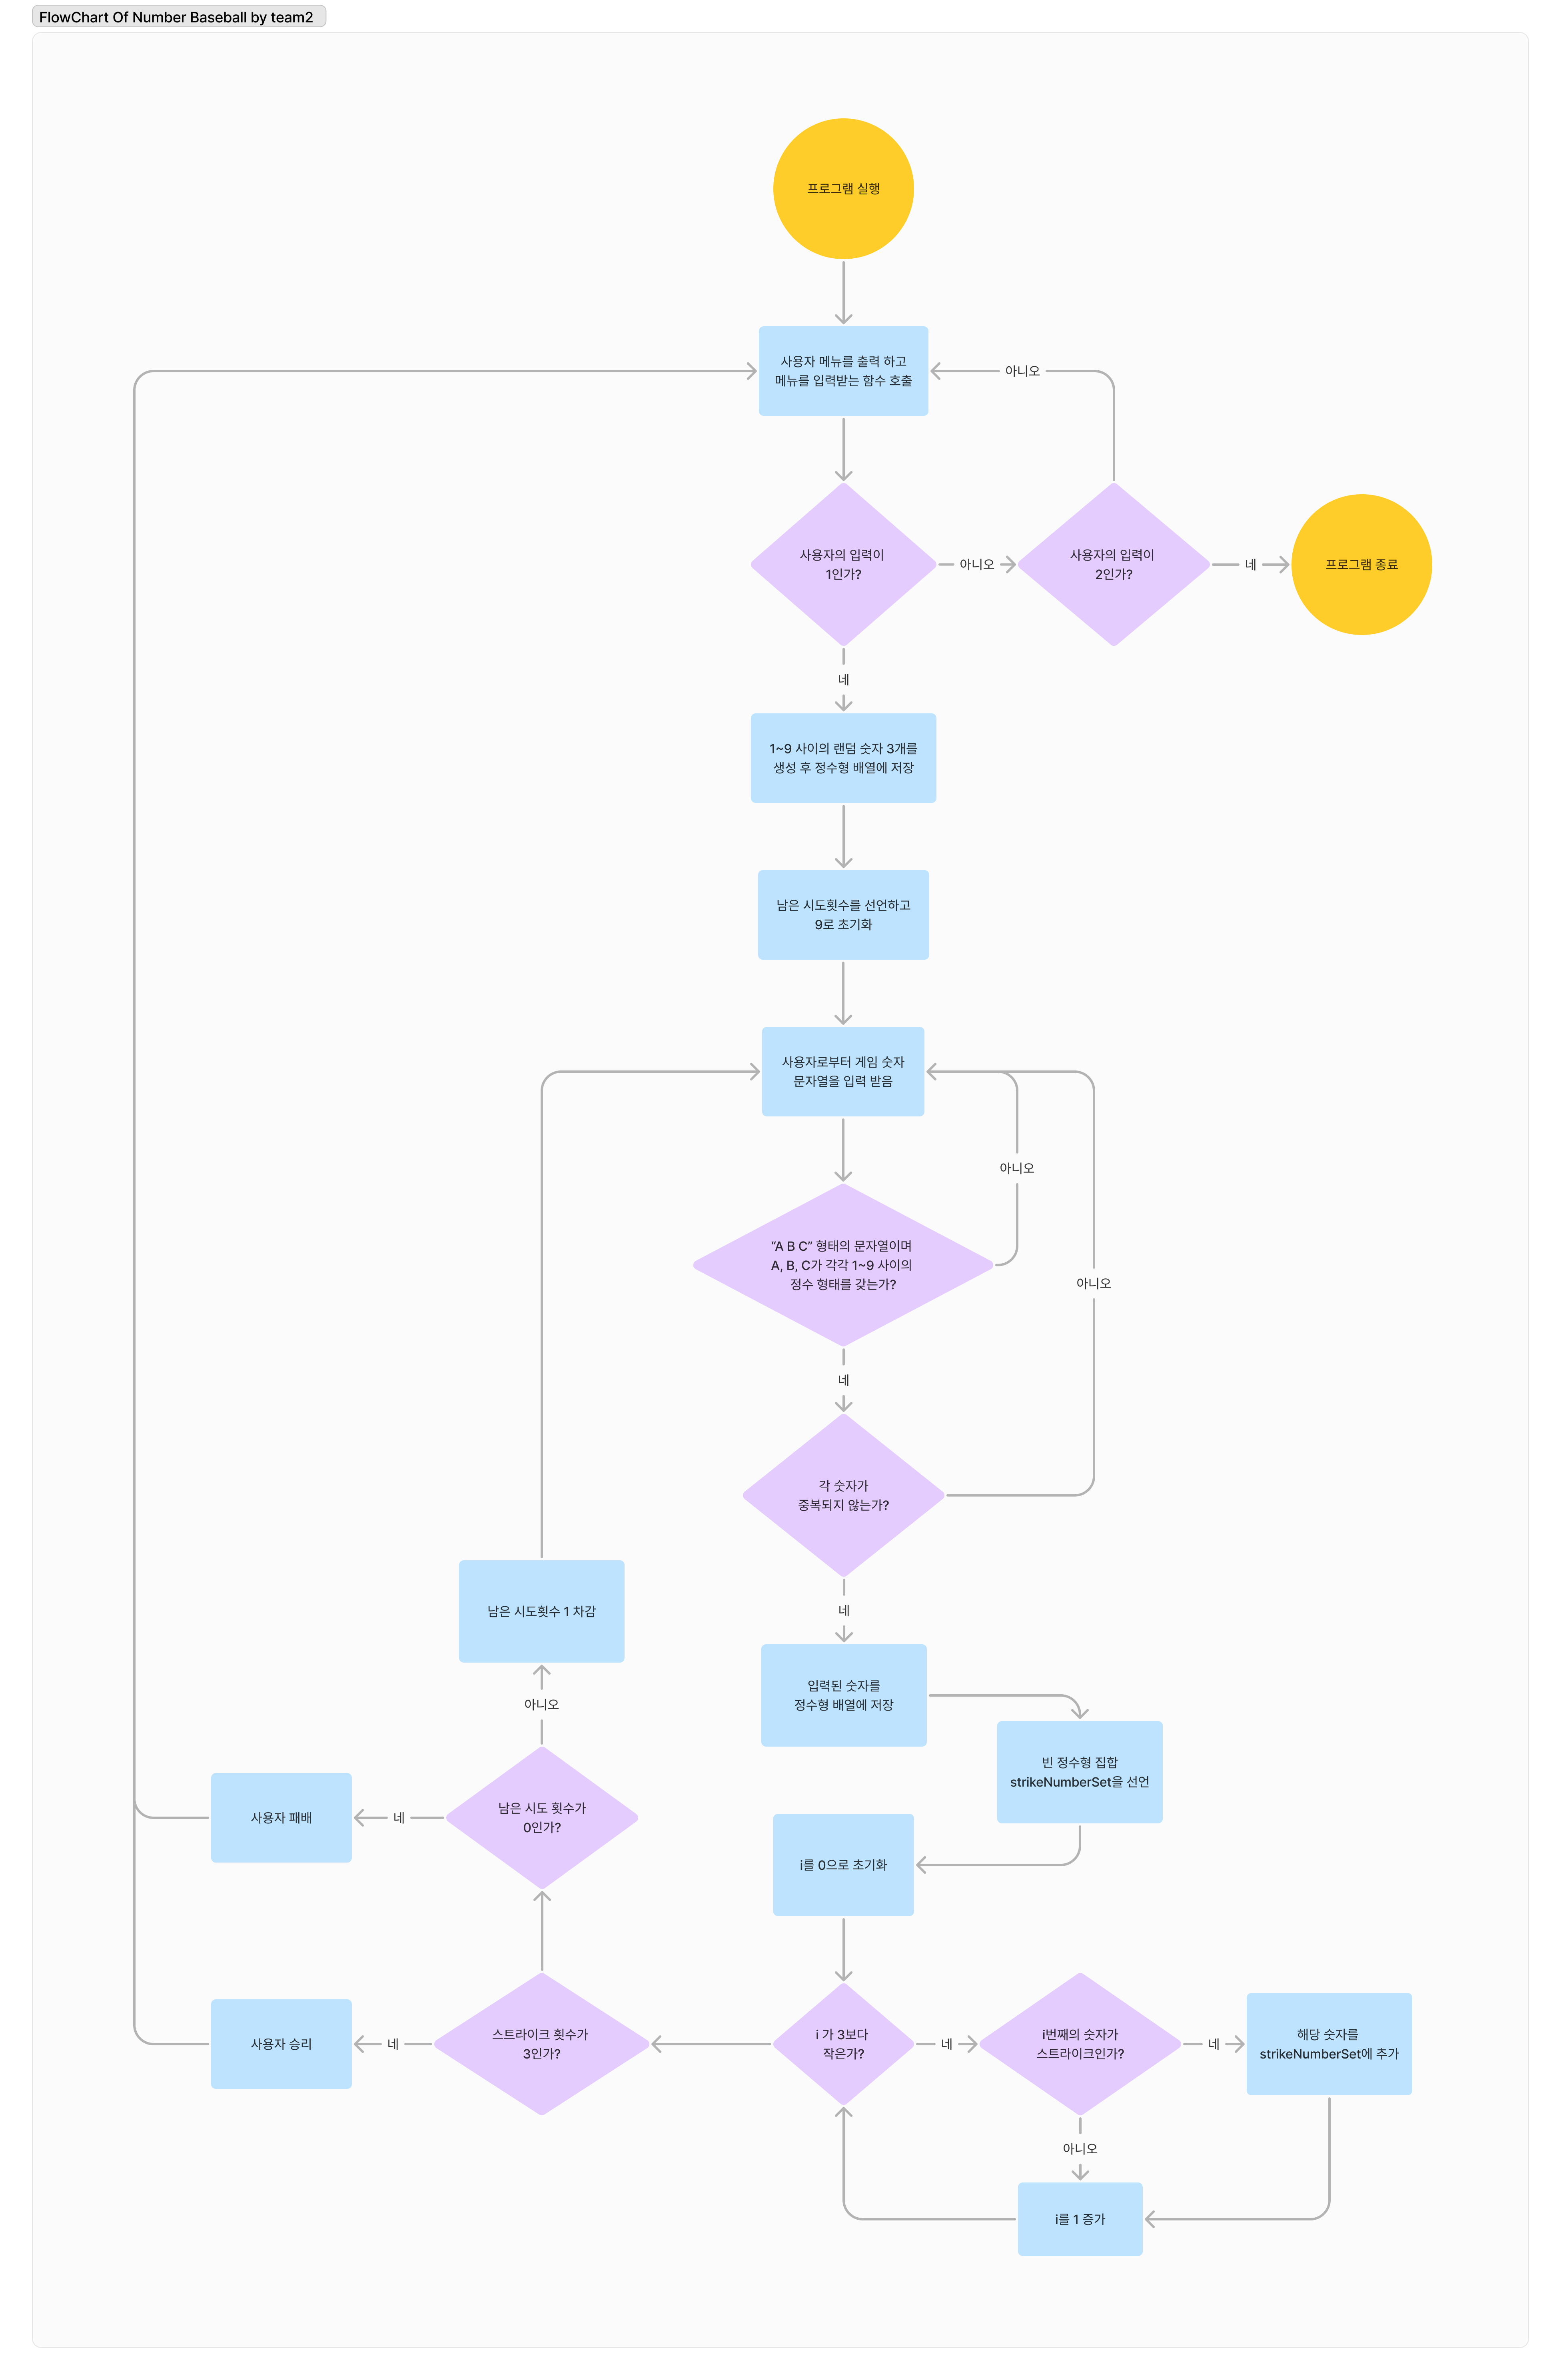 FlowChart Of Number Baseball by team2
프로그램 실행
사용자 메뉴를 출력 하고
메뉴를 입력받는 함수 호출
아니오
사용자의 입력이
1인가?
아니오
사용자의 입력이
2인가?
네
프로그램 종료
네
1~9 사이의 랜덤 숫자 3개를
생성 후 정수형 배열에 저장
남은 시도횟수를 선언하고
9로 초기화
사용자로부터 게임 숫자
문자열을 입력 받음
아니오
“A B C” 형태의 문자열이며
A, B, C가 각각 1~9 사이의
정수 형태를 갖는가?
아니오
네
각 숫자가
중복되지 않는가?
네
남은 시도횟수 1 차감
입력된 숫자를
정수형 배열에 저장
아니오
빈 정수형 집합
strikeNumberSet을 선언
사용자 패배
네
남은 시도 횟수가
0인가?
i를 0으로 초기화
사용자 승리
네
스트라이크 횟수가
3인가?
i 가 3보다
작은가?
네
i번째의 숫자가
스트라이크인가?
네
해당 숫자를
strikeNumberSet에 추가
아니오
i를 1 증가